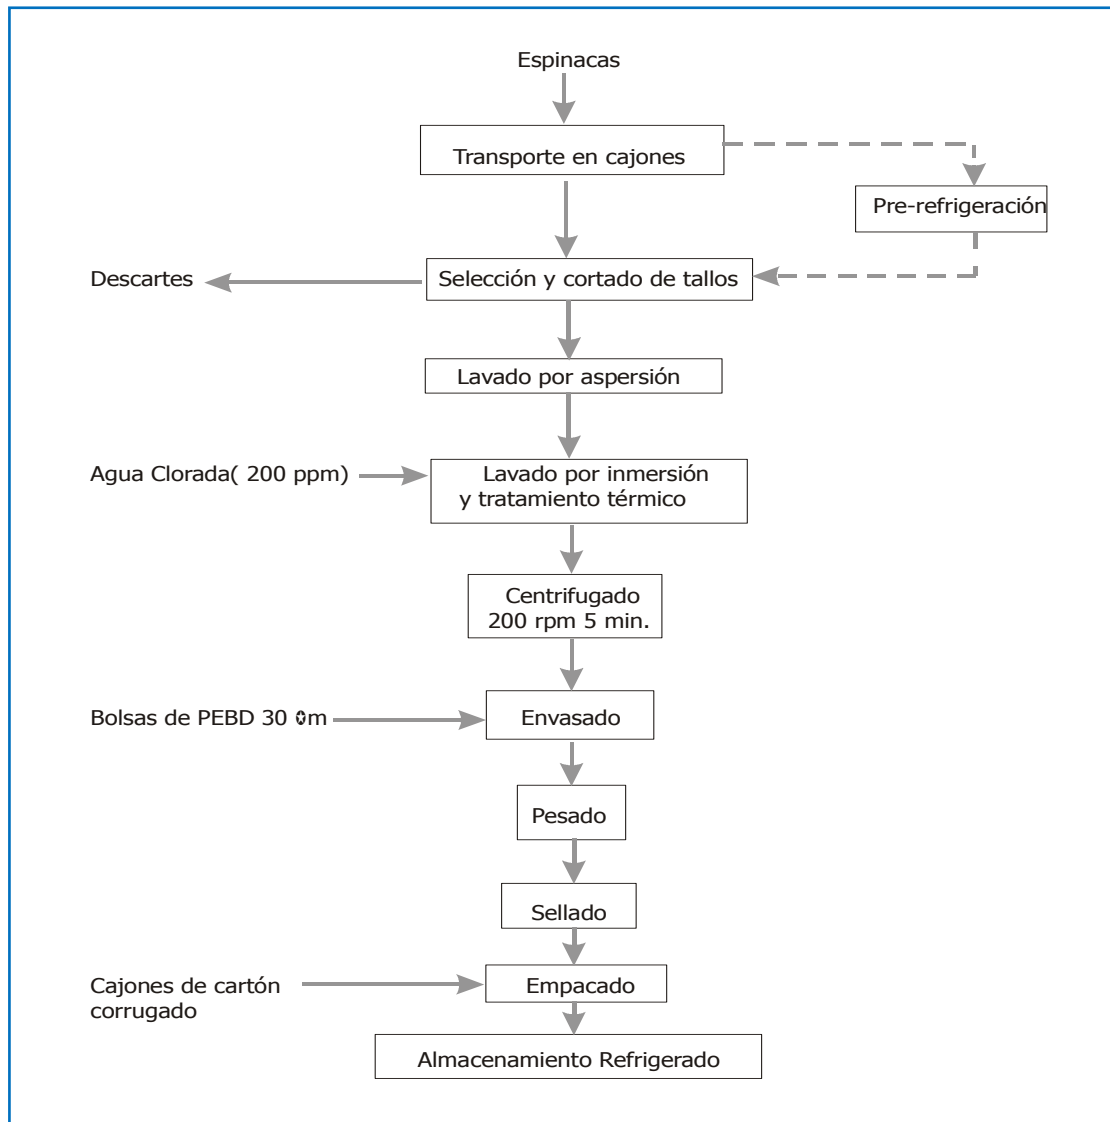 Espinacas
Transporte en cajones
Pre-refrigeración
Descartes
Selección y cortado de tallos
Lavado por aspersión
Agua Clorada( 200 ppm)
Lavado por inmersión
y tratamiento térmico
Centrifugado
200 rpm 5 min.
Bolsas de PEBD 30 ✪m
Envasado
Pesado
Sellado
Cajones de cartón
corrugado
Empacado
Almacenamiento Refrigerado